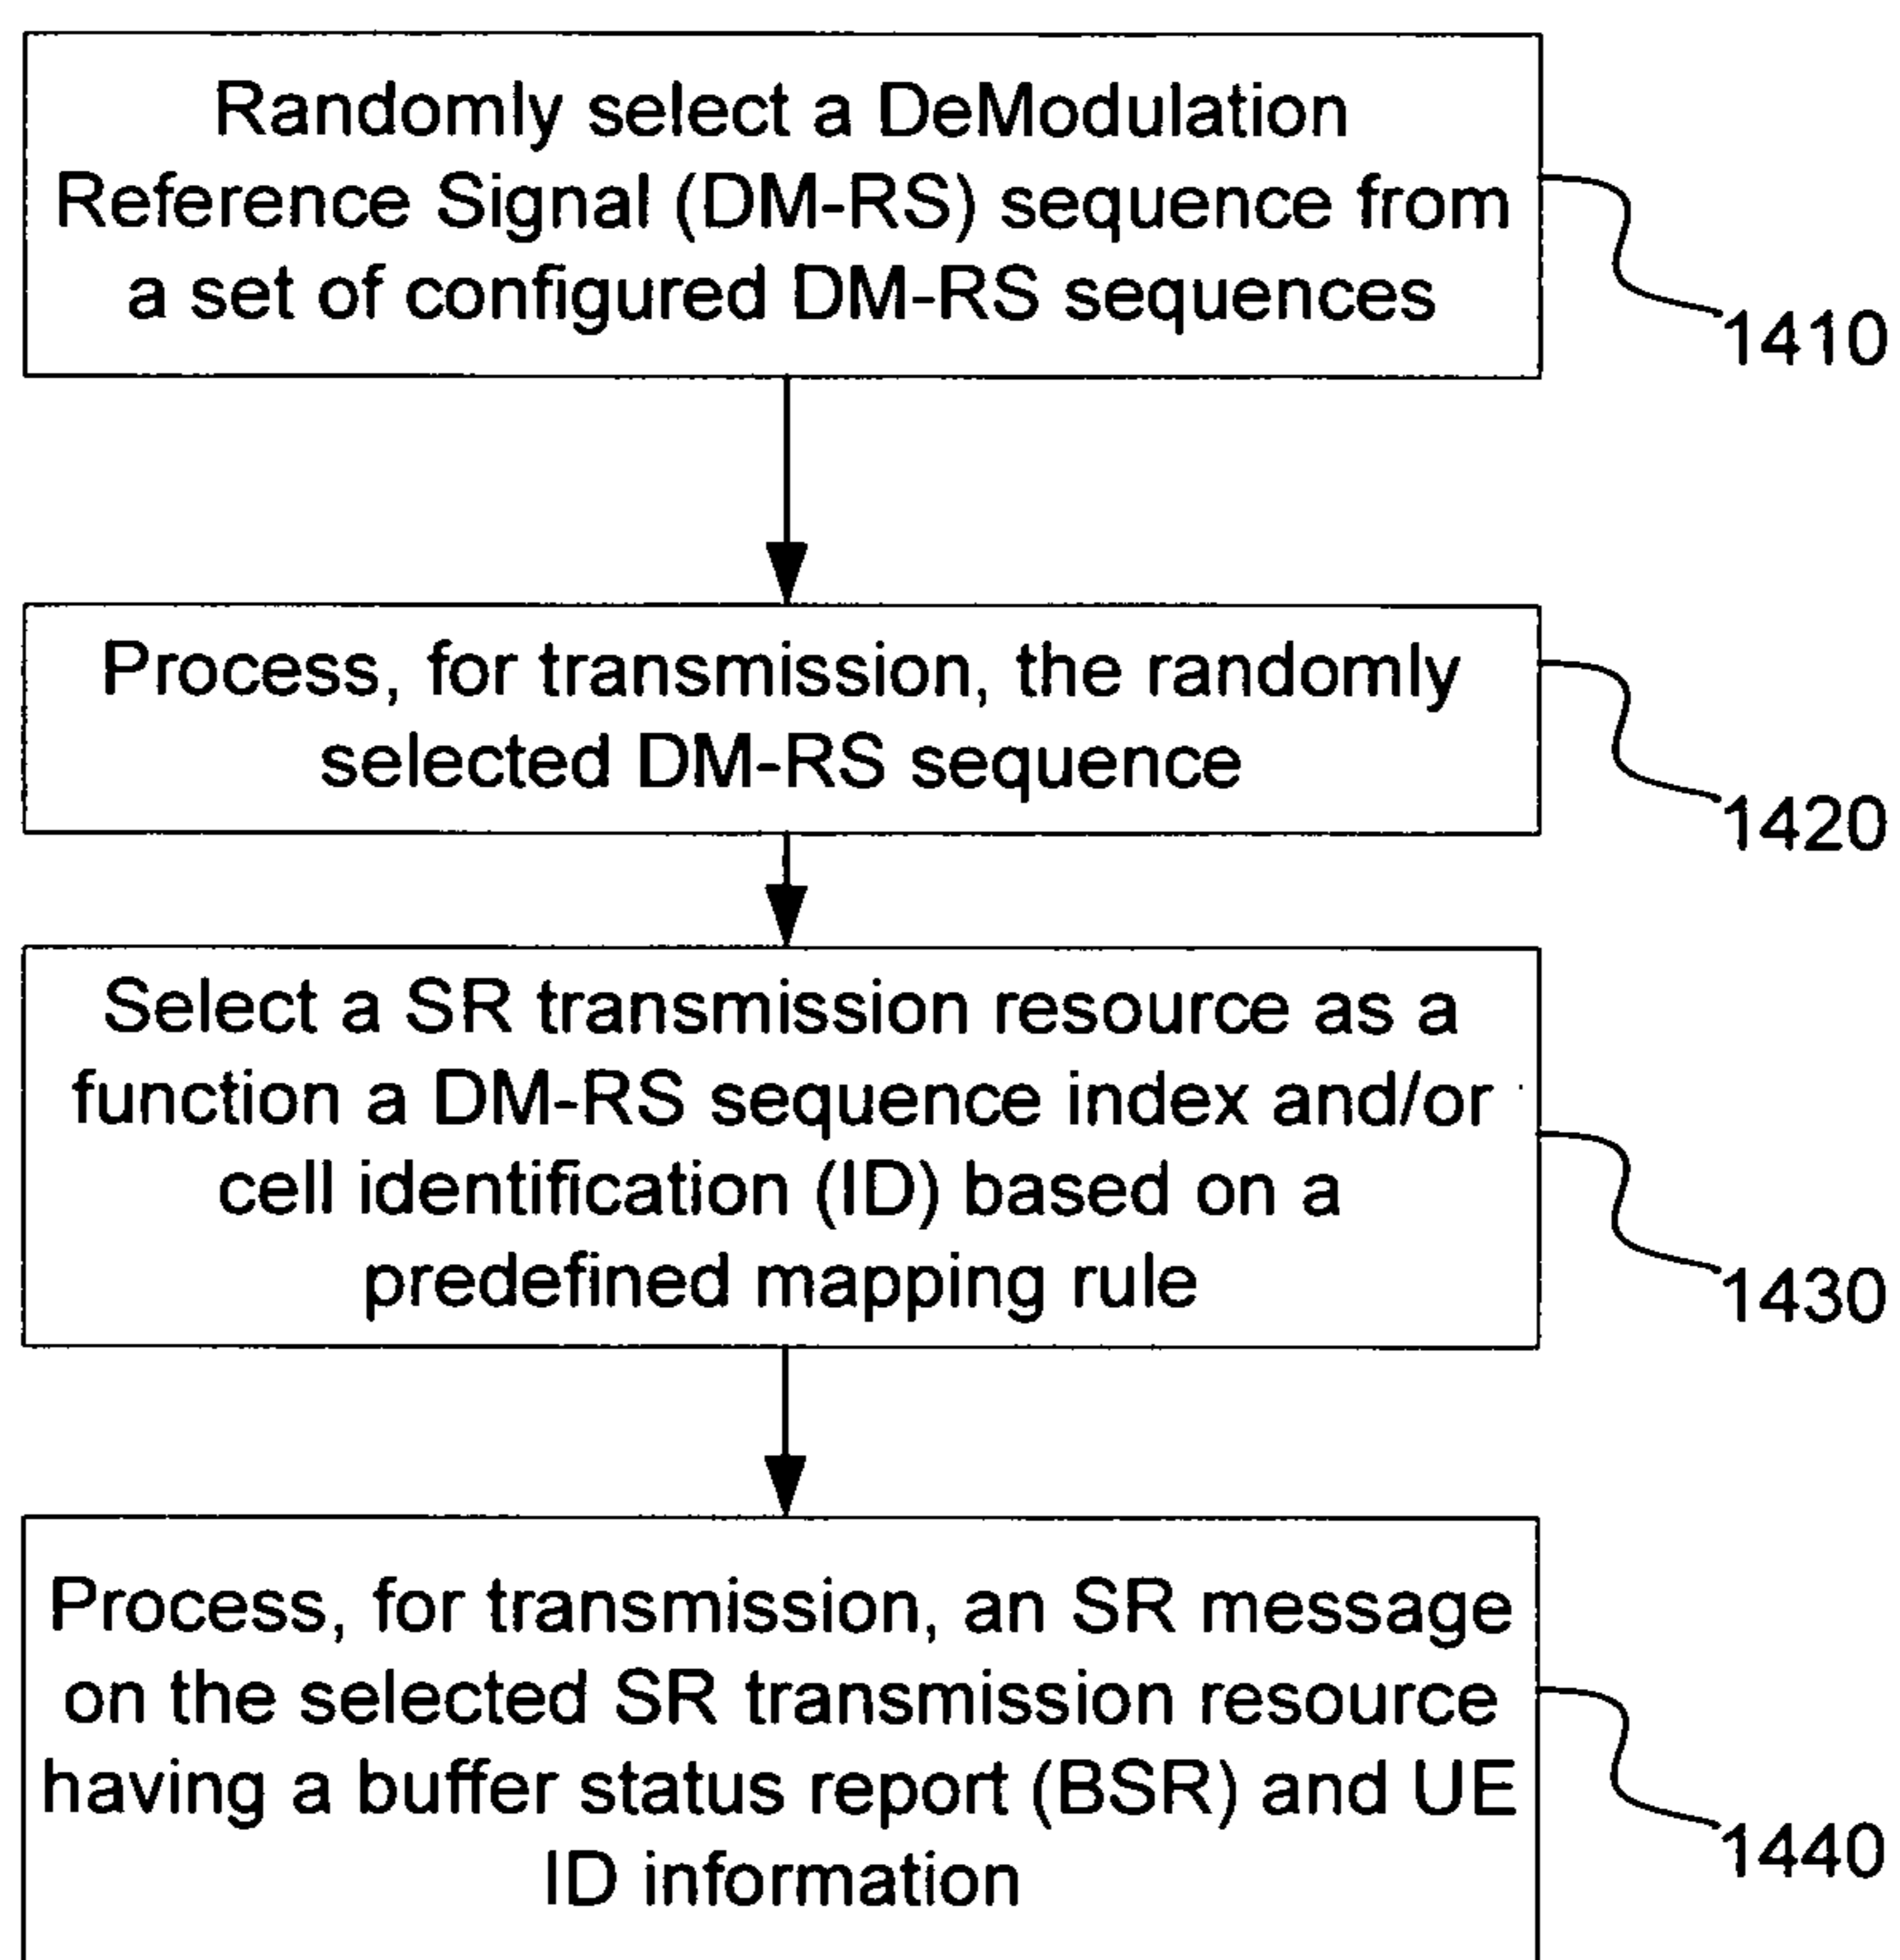 Randomly select a DeModulation
Reference Signal (DM-RS) sequence from
a set of configured DM-RS sequences
1410
Process, for transmission, the randomly
selected DM-RS sequence
1420
Select a SR transmission resource as a
function a DM-RS sequence index and/or
cell identification (ID) based on a
predefined mapping rule
1430
Process, for transmission, an SR message
on the selected SR transmission resource
having a buffer status report (BSR) and UE
ID information
1440